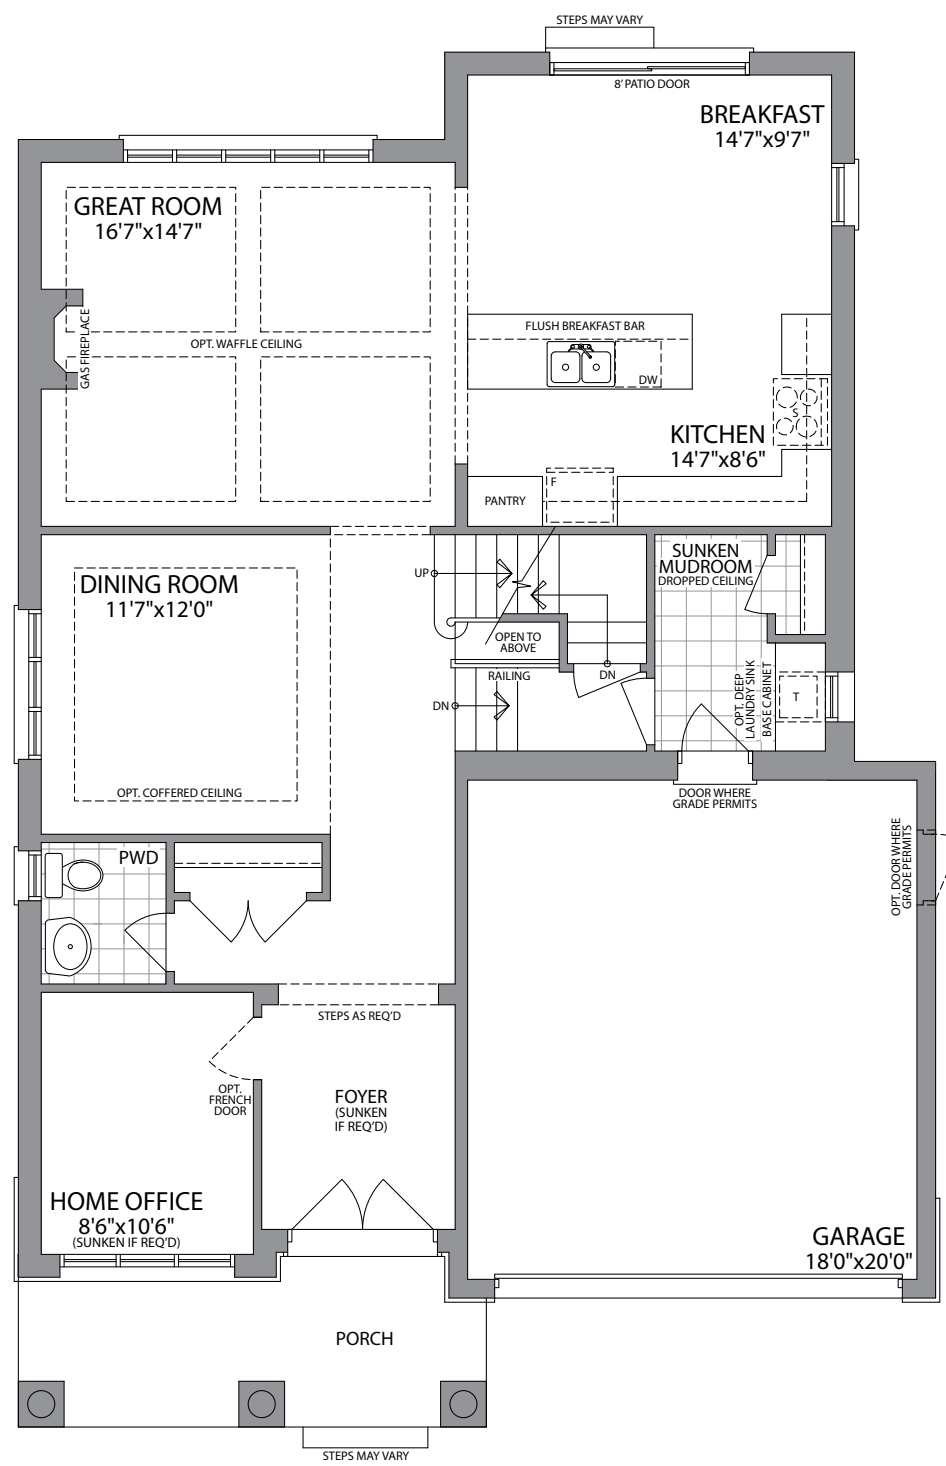 STEPS MAY VARY
8' PATIO DOOR
BREAKFAST
14'7"x9'7"
GREAT ROOM
16'7"x14'7"
GAS FIREPLACE
OPT. WAFFLE CEILING
FLUSH BREAKFAST BAR
DW
S
KITCHEN
14'7"x8'6"
PANTRY
F
DINING ROOM
11'7"x12'0"
OPT. COFFERED CEILING
UP
OPEN TO
ABOVE
RAILING
DN
DN
SUNKEN
MUDROOM
DROPPED CEILING
OPT. DEEP
LAUNDRY SINK
BASE CABINET
T
DOOR WHERE
GRADE PERMITS
OPT. DOOR WHERE
GRADE PERMITS
PWD
STEPS AS REQ'D
OPT.
FRENCH
DOOR
FOYER
(SUNKEN
IF REQ'D)
HOME OFFICE
8'6"x10'6"
(SUNKEN IF REQ'D)
GARAGE
18'0"x20'0"
PORCH
STEPS MAY VARY